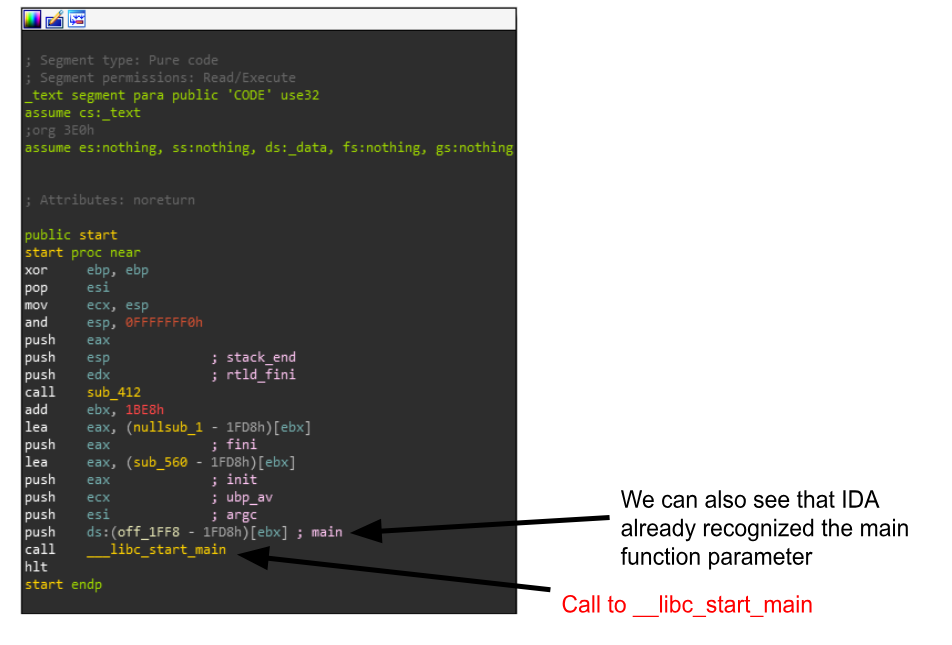 ; Segment type: Pure code
; Segment permissions: Read/Execute
_text segment para public 'CODE' use32
assume cs:_text
;org 3E0h
assume es:nothing, ss:nothing, ds:_data, fs:nothing, gs:nothing
; Attributes: noreturn
public start
start proc near
xor ebp, ebp
pop esi
mov ecx, esp
and esp, 0FFFFFFF0h
push eax
push esp ; stack_end
push edx ; rtld_fini
call sub_412
add ebx, 1BE8h
lea eax, (nullsub_1 - 1FD8h)[ebx]
push eax ; fini
lea eax, (sub_560 - 1FD8h)[ebx]
push eax ; init
push ecx ; ubp_av
push esi ; argc
push ds:(off_1FF8 - 1FD8h)[ebx] ; main
call ___libc_start_main
hlt
start endp
We can also see that IDA
already recognized the main
function parameter
Call to __libc_start_main